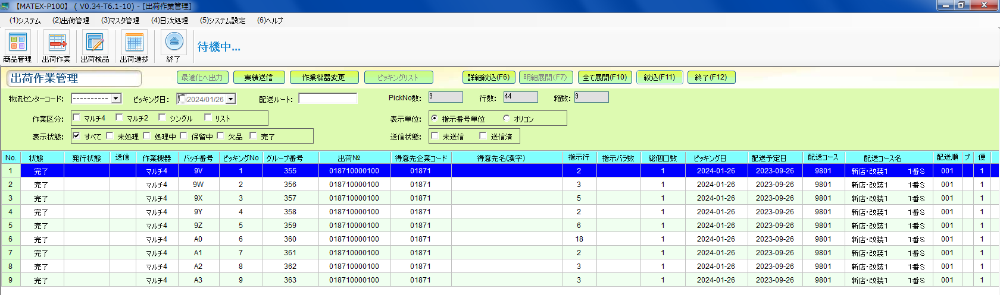 【MATEX-P100】 ( V0.34-T6.1-10) - [出荷作業管理]
(1)システム (2)出荷管理 (3)マスタ管理 (4)日次処理 (5)システム設定 (6)ヘルプ
商品管理 出荷作業 出荷検品 出荷進捗 終了 待機中...
出荷作業管理 最適化へ出力 実績送信 作業機器変更 ピッキングリスト 詳細絞込(F6) 明細展開(F7) 全て展開(F10) 絞込(F11) 終了(F12)
物流センターコード: ---------- ピッキング日: 2024/01/26 配送ルート: PickNo数: 9 行数: 44 箱数: 9
作業区分: マルチ4 マルチ2 シングル リスト 表示単位: 指示番号単位 オリコン
表示状態: すべて 未処理 処理中 保留中 欠品 完了 送信状態: 未送信 送信済
No. 状態 発行状態 送信 作業機器 バッチ番号 ピッキングNo グループ番号 出荷№ 得意先企業コード 得意先名(漢字) 指示行 指示バラ数 総個口数 ピッキング日 配送予定日 配送コース 配送コース名 配送順 プ 便
1 完了 マルチ4 9V 1 355 018710000100 01871 2 1 2024-01-26 2023-09-26 9801 新店・改装1 1番S 001 1
2 完了 マルチ4 9W 2 356 018710000100 01871 3 1 2024-01-26 2023-09-26 9801 新店・改装1 1番S 001 1
3 完了 マルチ4 9X 3 357 018710000100 01871 5 1 2024-01-26 2023-09-26 9801 新店・改装1 1番S 001 1
4 完了 マルチ4 9Y 4 358 018710000100 01871 2 1 2024-01-26 2023-09-26 9801 新店・改装1 1番S 001 1
5 完了 マルチ4 9Z 5 359 018710000100 01871 6 1 2024-01-26 2023-09-26 9801 新店・改装1 1番S 001 1
6 完了 マルチ4 A0 6 360 018710000100 01871 18 1 2024-01-26 2023-09-26 9801 新店・改装1 1番S 001 1
7 完了 マルチ4 A1 7 361 018710000100 01871 2 1 2024-01-26 2023-09-26 9801 新店・改装1 1番S 001 1
8 完了 マルチ4 A2 8 362 018710000100 01871 3 1 2024-01-26 2023-09-26 9801 新店・改装1 1番S 001 1
9 完了 マルチ4 A3 9 363 018710000100 01871 3 1 2024-01-26 2023-09-26 9801 新店・改装1 1番S 001 1